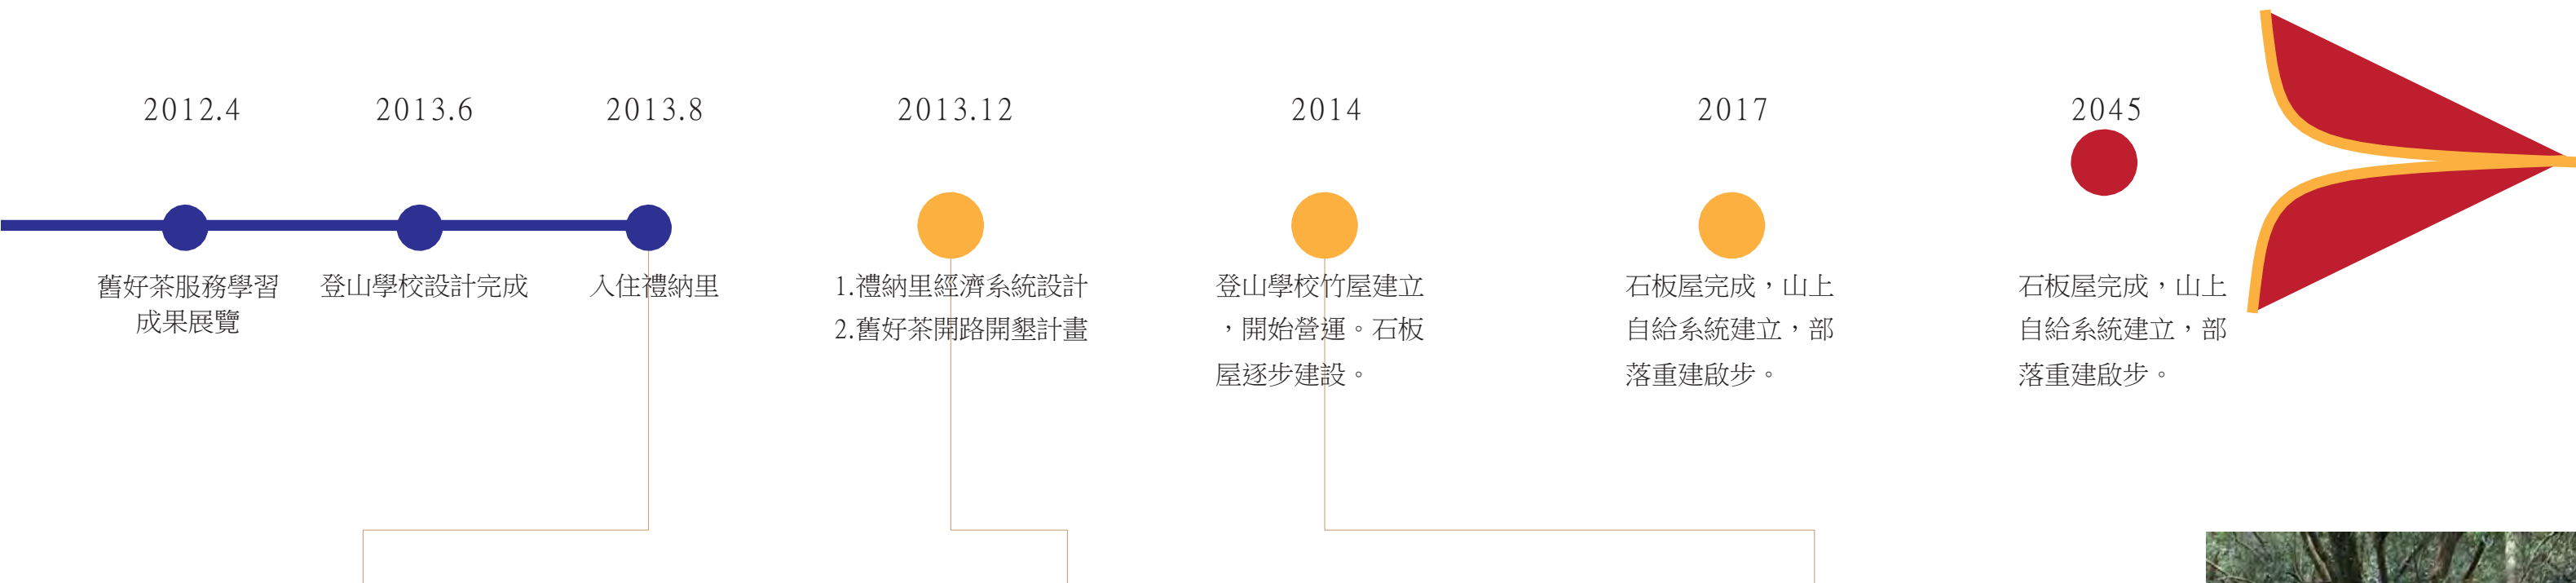 2012.4
舊好茶服務學習
成果展覽
2013.6
登山學校設計完成
2013.8
入住禮納里
2013.12
1.禮納里經濟系統設計
2.舊好茶開路開墾計畫
2014
登山學校竹屋建立
，開始營運。石板
屋逐步建設。
2017
石板屋完成，山上
自給系統建立，部
落重建啟步。
2045
石板屋完成，山上
自給系統建立，部
落重建啟步。